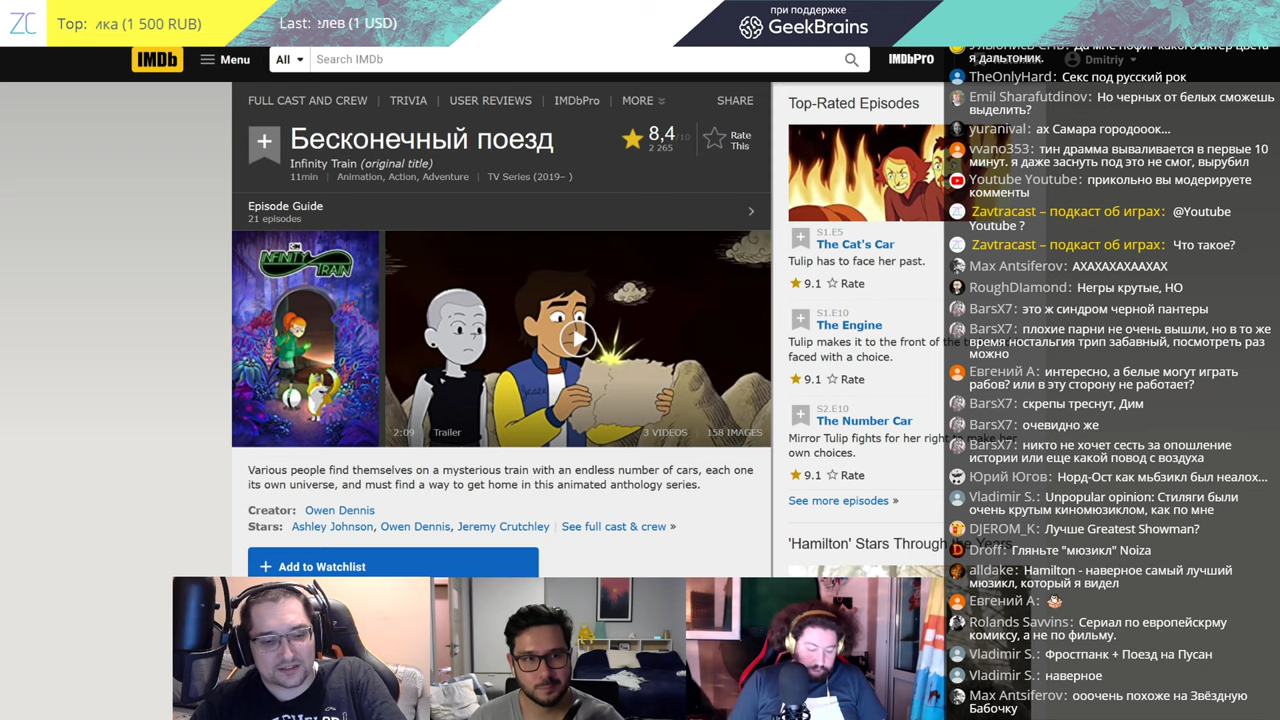 ZC
Top: лка (1 500 RUB)
Last: елев (1 USD)
при поддержке
GeekBrains
IMDb
Menu
All
Search IMDb
IMDbPro
Dmitriy
FULL CAST AND CREW
TRIVIA
USER REVIEWS
IMDbPro
MORE
SHARE
Бесконечный поезд
Infinity Train (original title)
11min | Animation, Action, Adventure | TV Series (2019– )
8,4/10
2 265
Rate This
Episode Guide
21 episodes
INFINITY TRAIN
2:09 Trailer
3 VIDEOS | 158 IMAGES
Various people find themselves on a mysterious train with an endless number of cars, each one
its own universe, and must find a way to get home in this animated anthology series.
Creator: Owen Dennis
Stars: Ashley Johnson, Owen Dennis, Jeremy Crutchley | See full cast & crew »
+ Add to Watchlist
Top-Rated Episodes
S1.E5
The Cat's Car
Tulip has to face her past.
9.1 Rate
S1.E10
The Engine
Tulip makes it to the front of the
faced with a choice.
9.1 Rate
S2.E10
The Number Car
Mirror Tulip fights for her right to make her
own choices.
9.1 Rate
See more episodes »
'Hamilton' Stars Through the Years
Да мне пофиг какого актер цвета
я дальтоник.
TheOnlyHard: Секс под русский рок
Emil Sharafutdinov: Но черных от белых сможешь
выделить?
yuranival: ах Самара городооок...
vvano353: тин драмма вываливается в первые 10
минут. я даже заснуть под это не смог, вырубил
Youtube Youtube: прикольно вы модерируете
комменты
Zavtracast – подкаст об играх: @Youtube
Youtube ?
Zavtracast – подкаст об играх: Что такое?
Max Antsiferov: АХАХАХАХААХАХ
RoughDIamond: Негры крутые, НО
BarsX7: это ж синдром черной пантеры
BarsX7: плохие парни не очень вышли, но в то же
время ностальгия трип забавный, посмотреть раз
можно
Евгений А: интересно, а белые могут играть
рабов? или в эту сторону не работает?
BarsX7: скрепы треснут, Дим
BarsX7: очевидно же
BarsX7: никто не хочет сесть за опошление
истории или еще какой повод с воздуха
Юрий Югов: Норд-Ост как мьбзикл был неалох...
Vladimir S.: Unpopular opinion: Стиляги были
очень крутым киномюзиклом, как по мне
DJEROM_K: Лучше Greatest Showman?
Droff: Гляньте "мюзикл" Noiza
alldake: Hamilton - наверное самый лучший
мюзикл, который я видел
Евгений А:
Rolands Savvins: Сериал по европейскрму
комиксу, а не по фильму.
Vladimir S.: Фростпанк + Поезд на Пусан
Vladimir S.: наверное
Max Antsiferov: ооочень похоже на Звёздную
Бабочку